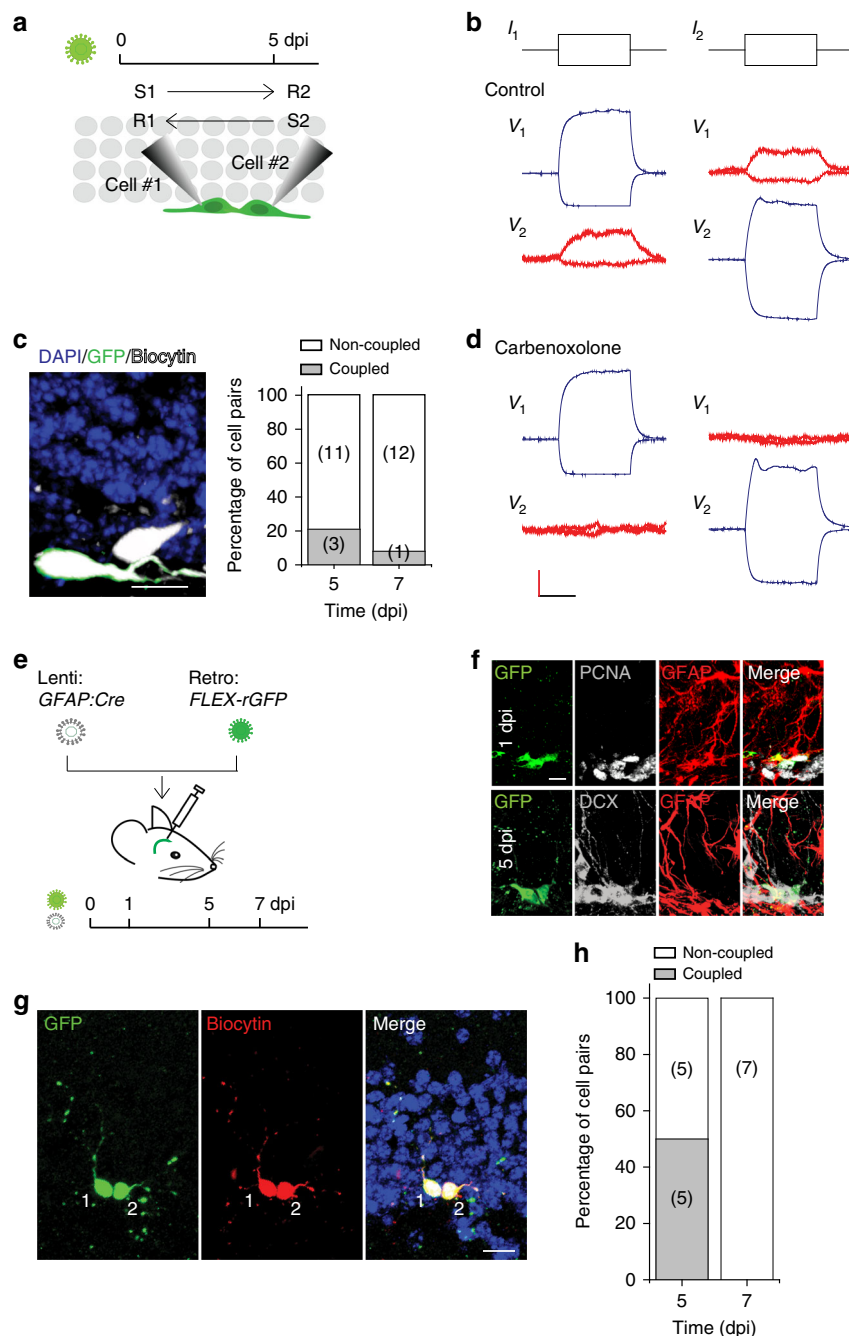 a
0 5 dpi
S1 R2
R1 S2
Cell #1 Cell #2
b
I1 I2
Control
V1 V1
V2 V2
c
DAPI/GFP/Biocytin
Non-coupled
Coupled
Percentage of cell pairs
100
80
60
40
20
0
(11) (12)
(3) (1)
5 7
Time (dpi)
d
Carbenoxolone
V1 V1
V2 V2
e
Lenti: Retro:
GFAP:Cre FLEX-rGFP
0 1 5 7 dpi
f
GFP PCNA GFAP Merge
1 dpi
GFP DCX GFAP Merge
5 dpi
g
GFP Biocytin Merge
1 2 1 2
h
Non-coupled
Coupled
Percentage of cell pairs
100
80
60
40
20
0
(5) (7)
(5)
5 7
Time (dpi)